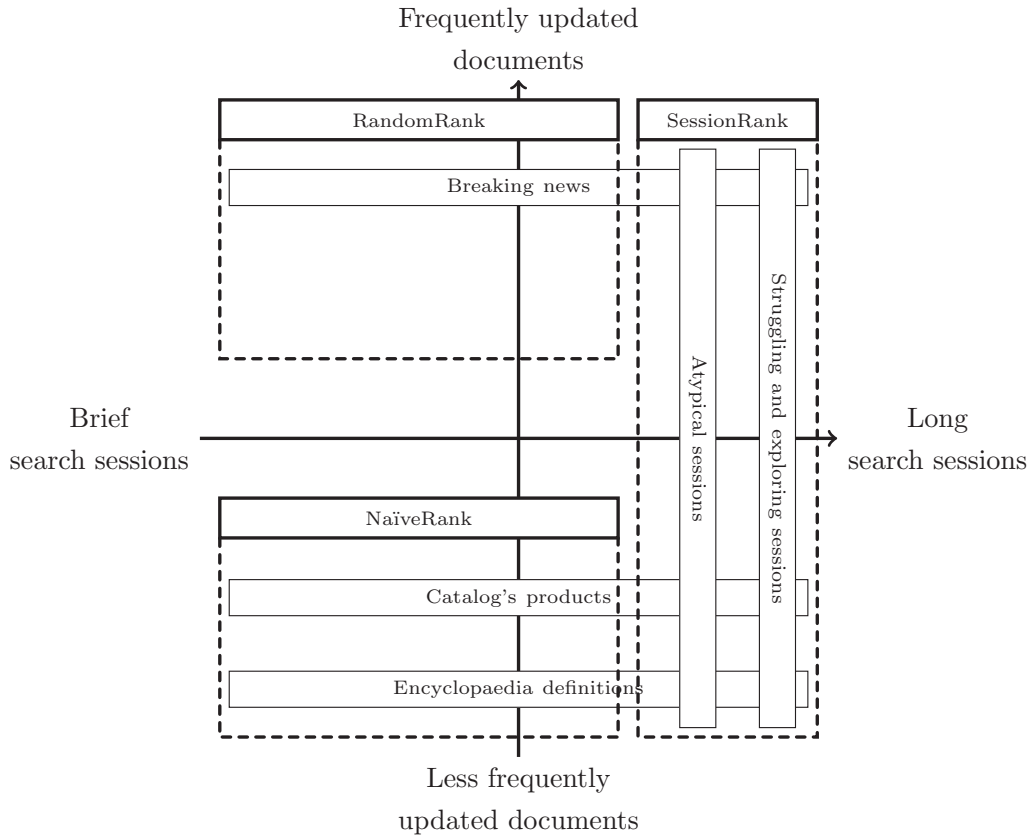 Frequently updated
documents
RandomRank
SessionRank
Breaking news
Struggling and exploring sessions
Atypical sessions
Brief
search sessions
Long
search sessions
NaïveRank
Catalog's products
Encyclopaedia definitions
Less frequently
updated documents